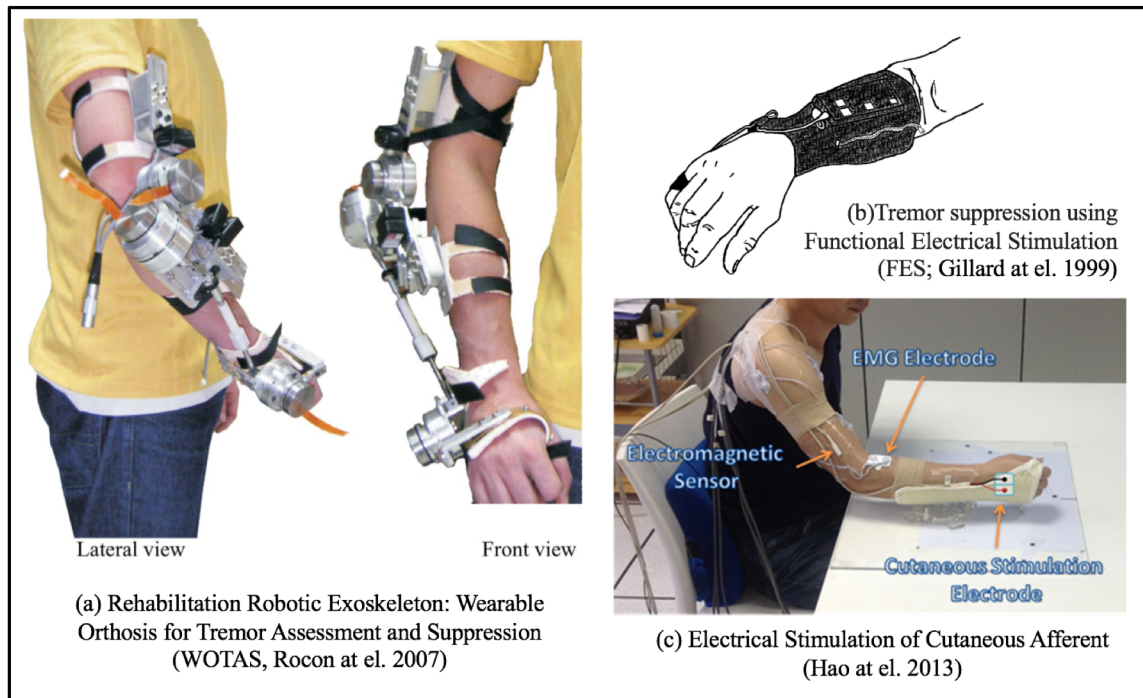 Lateral view
Front view
(a) Rehabilitation Robotic Exoskeleton: Wearable
Orthosis for Tremor Assessment and Suppression
(WOTAS, Rocon at el. 2007)
(b)Tremor suppression using
Functional Electrical Stimulation
(FES; Gillard at el. 1999)
EMG Electrode
Electromagnetic
Sensor
Cutaneous Stimulation
Electrode
(c) Electrical Stimulation of Cutaneous Afferent
(Hao at el. 2013)